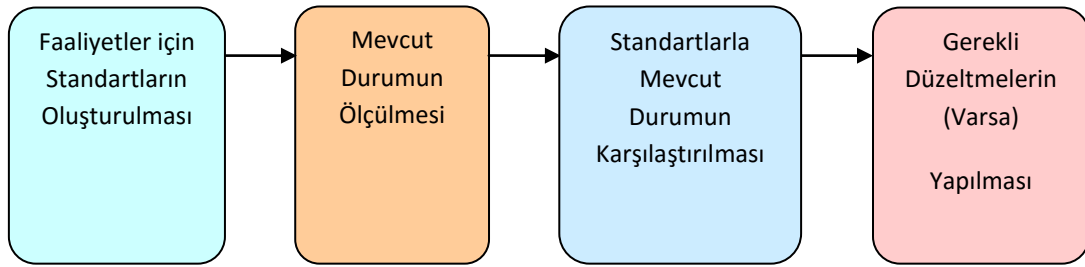 Faaliyetler için
Standartların
Oluşturulması
Mevcut
Durumun
Ölçülmesi
Standartlarla
Mevcut
Durumun
Karşılaştırılması
Gerekli
Düzeltmelerin
(Varsa)
Yapılması